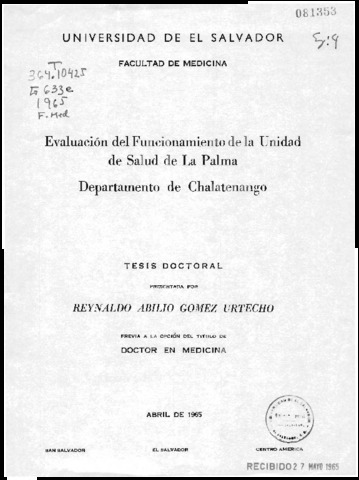 081353
UNIVERSIDAD DE EL SALVADOR
FACULTAD DE MEDICINA
T
364.10425
G633e
1965
F. Med
Evaluación del Funcionamiento de la Unidad
de Salud de La Palma
Departamento de Chalatenango
TESIS DOCTORAL
PRESENTADA POR
REYNALDO ABILIO GOMEZ URTECHO
PREVIA A LA OPCIÓN DEL TITULO DE
DOCTOR EN MEDICINA
ABRIL DE 1965
SAN SALVADOR EL SALVADOR CENTRO AMERICA
RECIBIDO 27 MAYO 1965